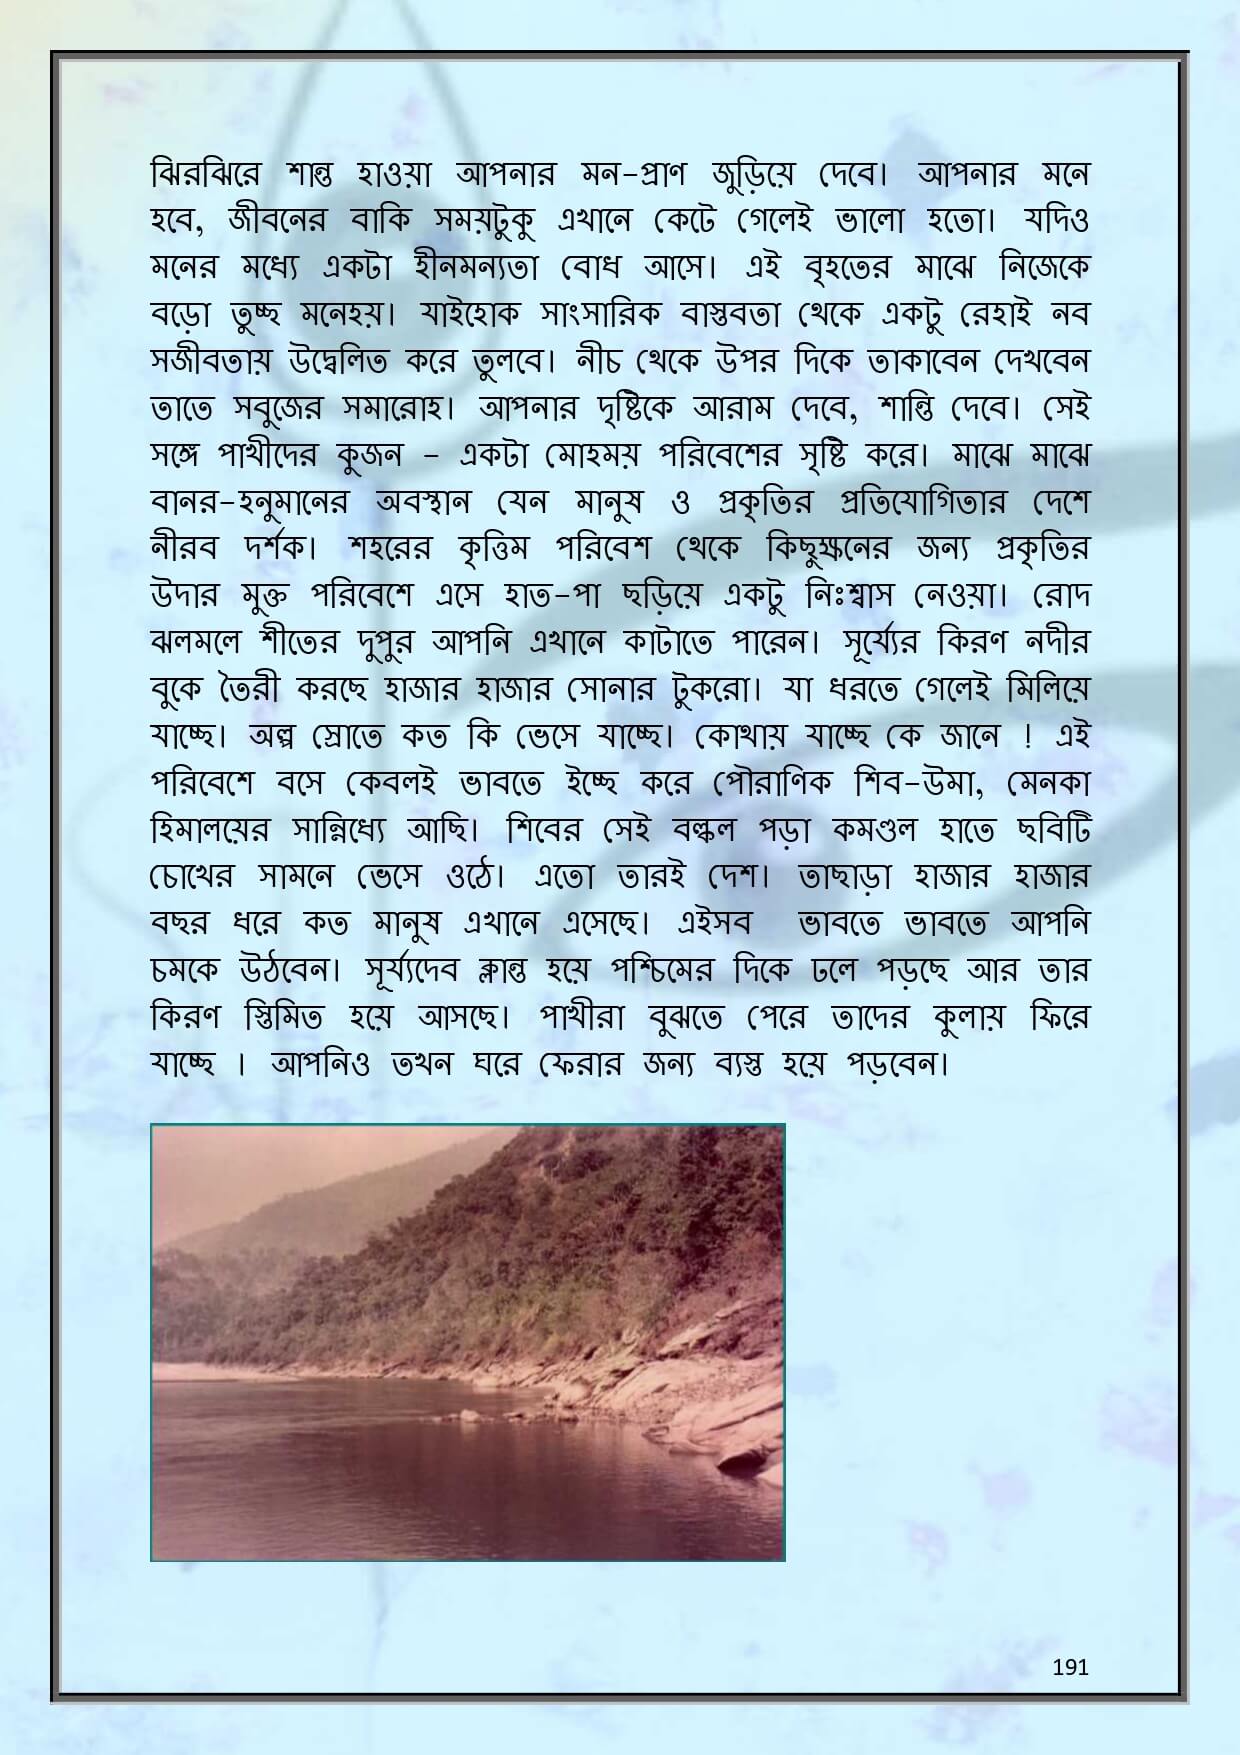 ঝিরঝিরে শান্ত হাওয়া আপনার মন-প্রাণ জুড়িয়ে দেবে। আপনার মনে
হবে, জীবনের বাকি সময়টুকু এখানে কেটে গেলেই ভালো হতো। যদিও
মনের মধ্যে একটা হীনমন্যতা বোধ আসে। এই বৃহতের মাঝে নিজেকে
বড়ো তুচ্ছ মনেহয়। যাইহোক সাংসারিক বাস্তবতা থেকে একটু রেহাই নব
সজীবতায় উদ্বেলিত করে তুলবে। নীচ থেকে উপর দিকে তাকাবেন দেখবেন
তাতে সবুজের সমারোহ। আপনার দৃষ্টিকে আরাম দেবে, শান্তি দেবে। সেই
সঙ্গে পাখীদের কুজন - একটা মোহময় পরিবেশের সৃষ্টি করে। মাঝে মাঝে
বানর-হনুমানের অবস্থান যেন মানুষ ও প্রকৃতির প্রতিযোগিতার দেশে
নীরব দর্শক। শহরের কৃত্তিম পরিবেশ থেকে কিছুক্ষনের জন্য প্রকৃতির
উদার মুক্ত পরিবেশে এসে হাত-পা ছড়িয়ে একটু নিঃশ্বাস নেওয়া। রোদ
ঝলমলে শীতের দুপুর আপনি এখানে কাটাতে পারেন। সূর্য্যের কিরণ নদীর
বুকে তৈরী করছে হাজার হাজার সোনার টুকরো। যা ধরতে গেলেই মিলিয়ে
যাচ্ছে। অল্প স্রোতে কত কি ভেসে যাচ্ছে। কোথায় যাচ্ছে কে জানে ! এই
পরিবেশে বসে কেবলই ভাবতে ইচ্ছে করে পৌরাণিক শিব-উমা, মেনকা
হিমালয়ের সান্নিধ্যে আছি। শিবের সেই বল্কল পড়া কমণ্ডল হাতে ছবিটি
চোখের সামনে ভেসে ওঠে। এতো তারই দেশ। তাছাড়া হাজার হাজার
বছর ধরে কত মানুষ এখানে এসেছে। এইসব ভাবতে ভাবতে আপনি
চমকে উঠবেন। সূর্য্যদেব ক্লান্ত হয়ে পশ্চিমের দিকে ঢলে পড়ছে আর তার
কিরণ স্তিমিত হয়ে আসছে। পাখীরা বুঝতে পেরে তাদের কুলায় ফিরে
যাচ্ছে । আপনিও তখন ঘরে ফেরার জন্য ব্যস্ত হয়ে পড়বেন।
191